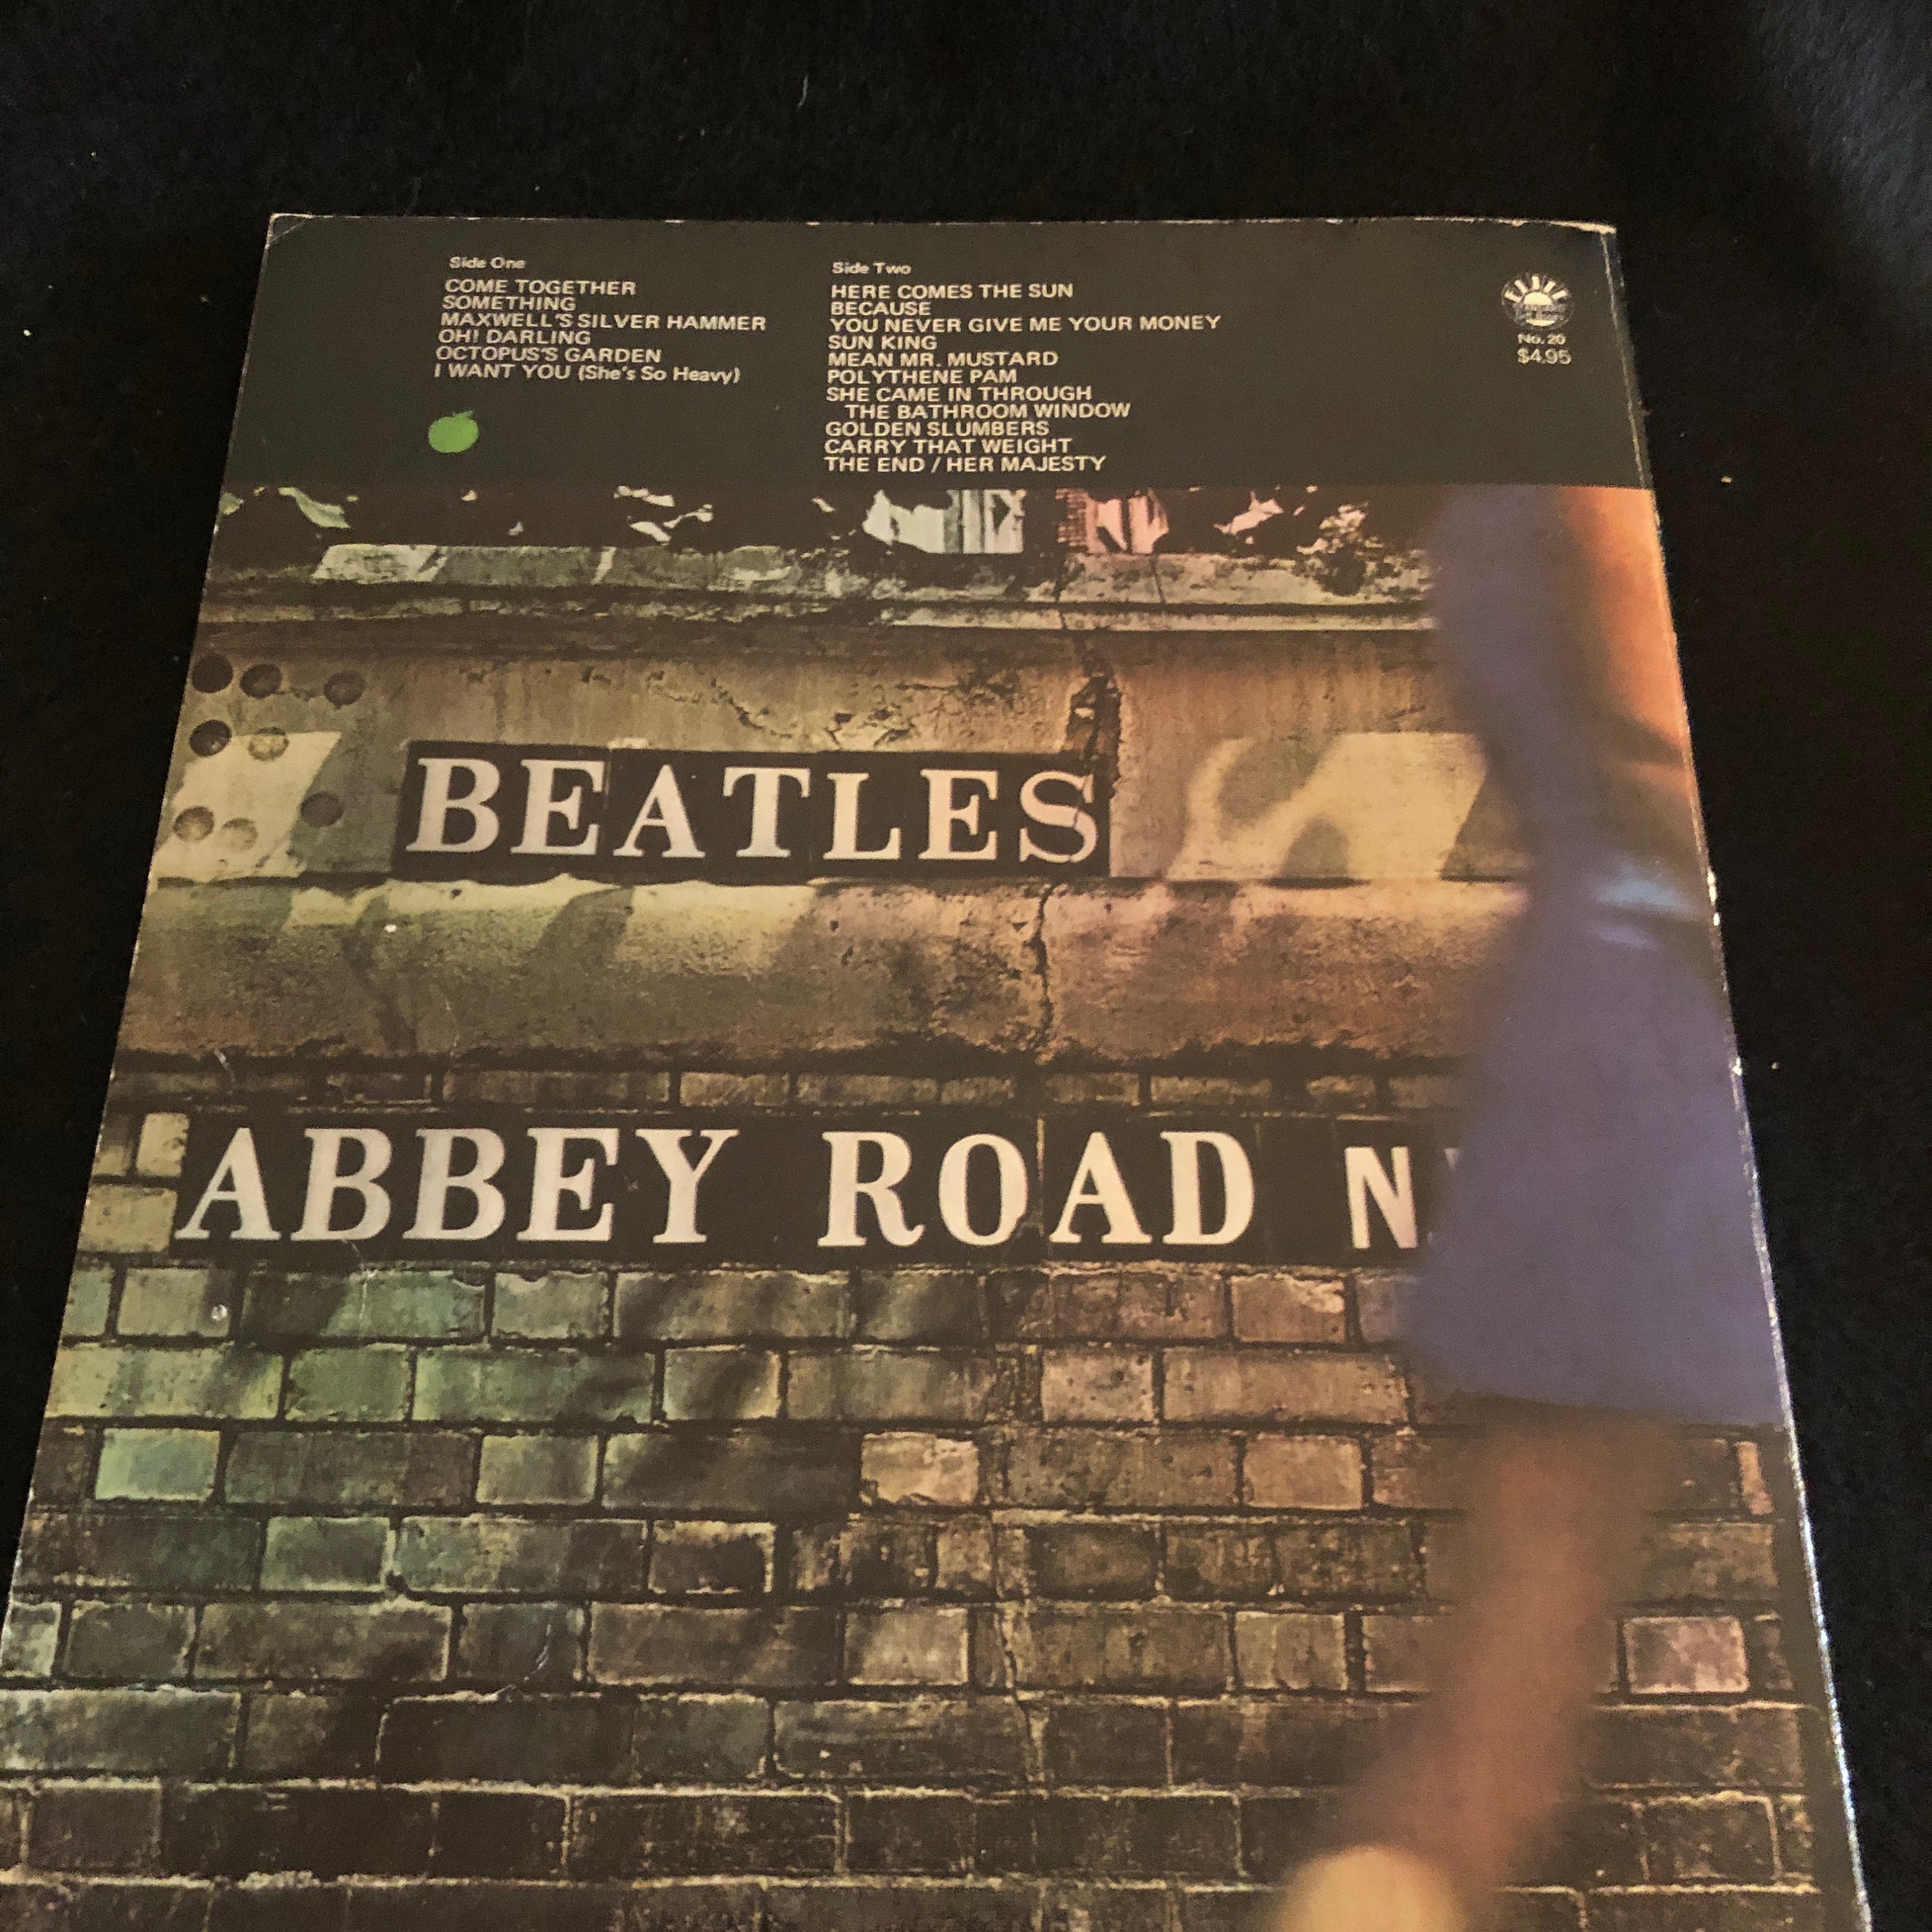 Side One
COME TOGETHER
SOMETHING
MAXWELL'S SILVER HAMMER
OH! DARLING
OCTOPUS'S GARDEN
I WANT YOU (She's So Heavy)
Side Two
HERE COMES THE SUN
BECAUSE
YOU NEVER GIVE ME YOUR MONEY
SUN KING
MEAN MR. MUSTARD
POLYTHENE PAM
SHE CAME IN THROUGH
THE BATHROOM WINDOW
GOLDEN SLUMBERS
CARRY THAT WEIGHT
THE END / HER MAJESTY
No. 20
$4.95
BEATLES
ABBEY ROAD N